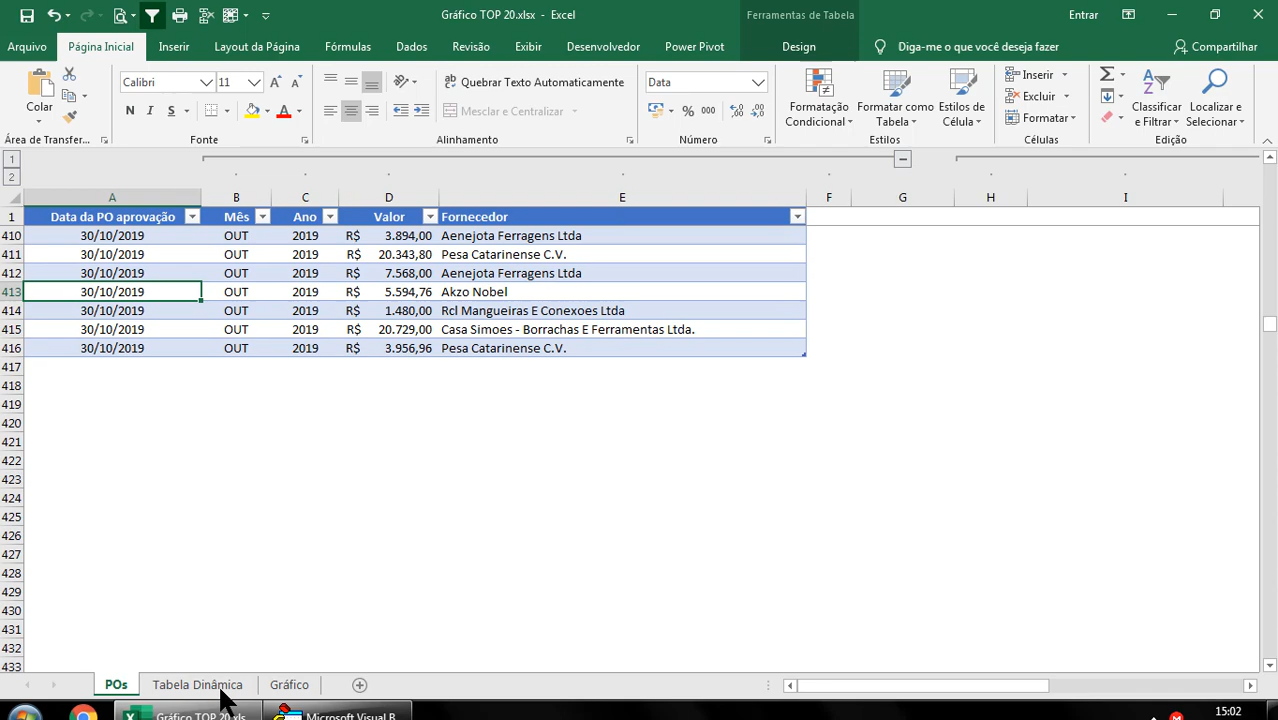 Gráfico TOP 20.xlsx - Excel
Ferramentas de Tabela
Entrar
Arquivo Página Inicial Inserir Layout da Página Fórmulas Dados Revisão Exibir Desenvolvedor Power Pivot Design Diga-me o que você deseja fazer Compartilhar
Colar
Calibri 11
Quebrar Texto Automaticamente
Data
N I S
Mesclar e Centralizar
% 000
Formatação Condicional
Formatar como Tabela
Estilos de Célula
Inserir
Excluir
Formatar
Classificar e Filtrar
Localizar e Selecionar
Área de Transfer... Fonte Alinhamento Número Estilos Células Edição
1
2
A B C D E F G H I
1 Data da PO aprovação Mês Ano Valor Fornecedor
410 30/10/2019 OUT 2019 R$ 3.894,00 Aenejota Ferragens Ltda
411 30/10/2019 OUT 2019 R$ 20.343,80 Pesa Catarinense C.V.
412 30/10/2019 OUT 2019 R$ 7.568,00 Aenejota Ferragens Ltda
413 30/10/2019 OUT 2019 R$ 5.594,76 Akzo Nobel
414 30/10/2019 OUT 2019 R$ 1.480,00 Rcl Mangueiras E Conexoes Ltda
415 30/10/2019 OUT 2019 R$ 20.729,00 Casa Simoes - Borrachas E Ferramentas Ltda.
416 30/10/2019 OUT 2019 R$ 3.956,96 Pesa Catarinense C.V.
417
418
419
420
421
422
423
424
425
426
427
428
429
430
431
432
433
POs Tabela Dinâmica Gráfico
Gráfico TOP 20.xls... Microsoft Visual B... 15:02